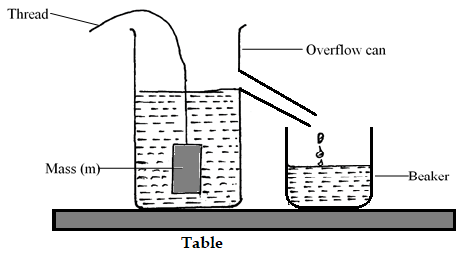 Thread
Overflow can
Mass (m)
Beaker
Table